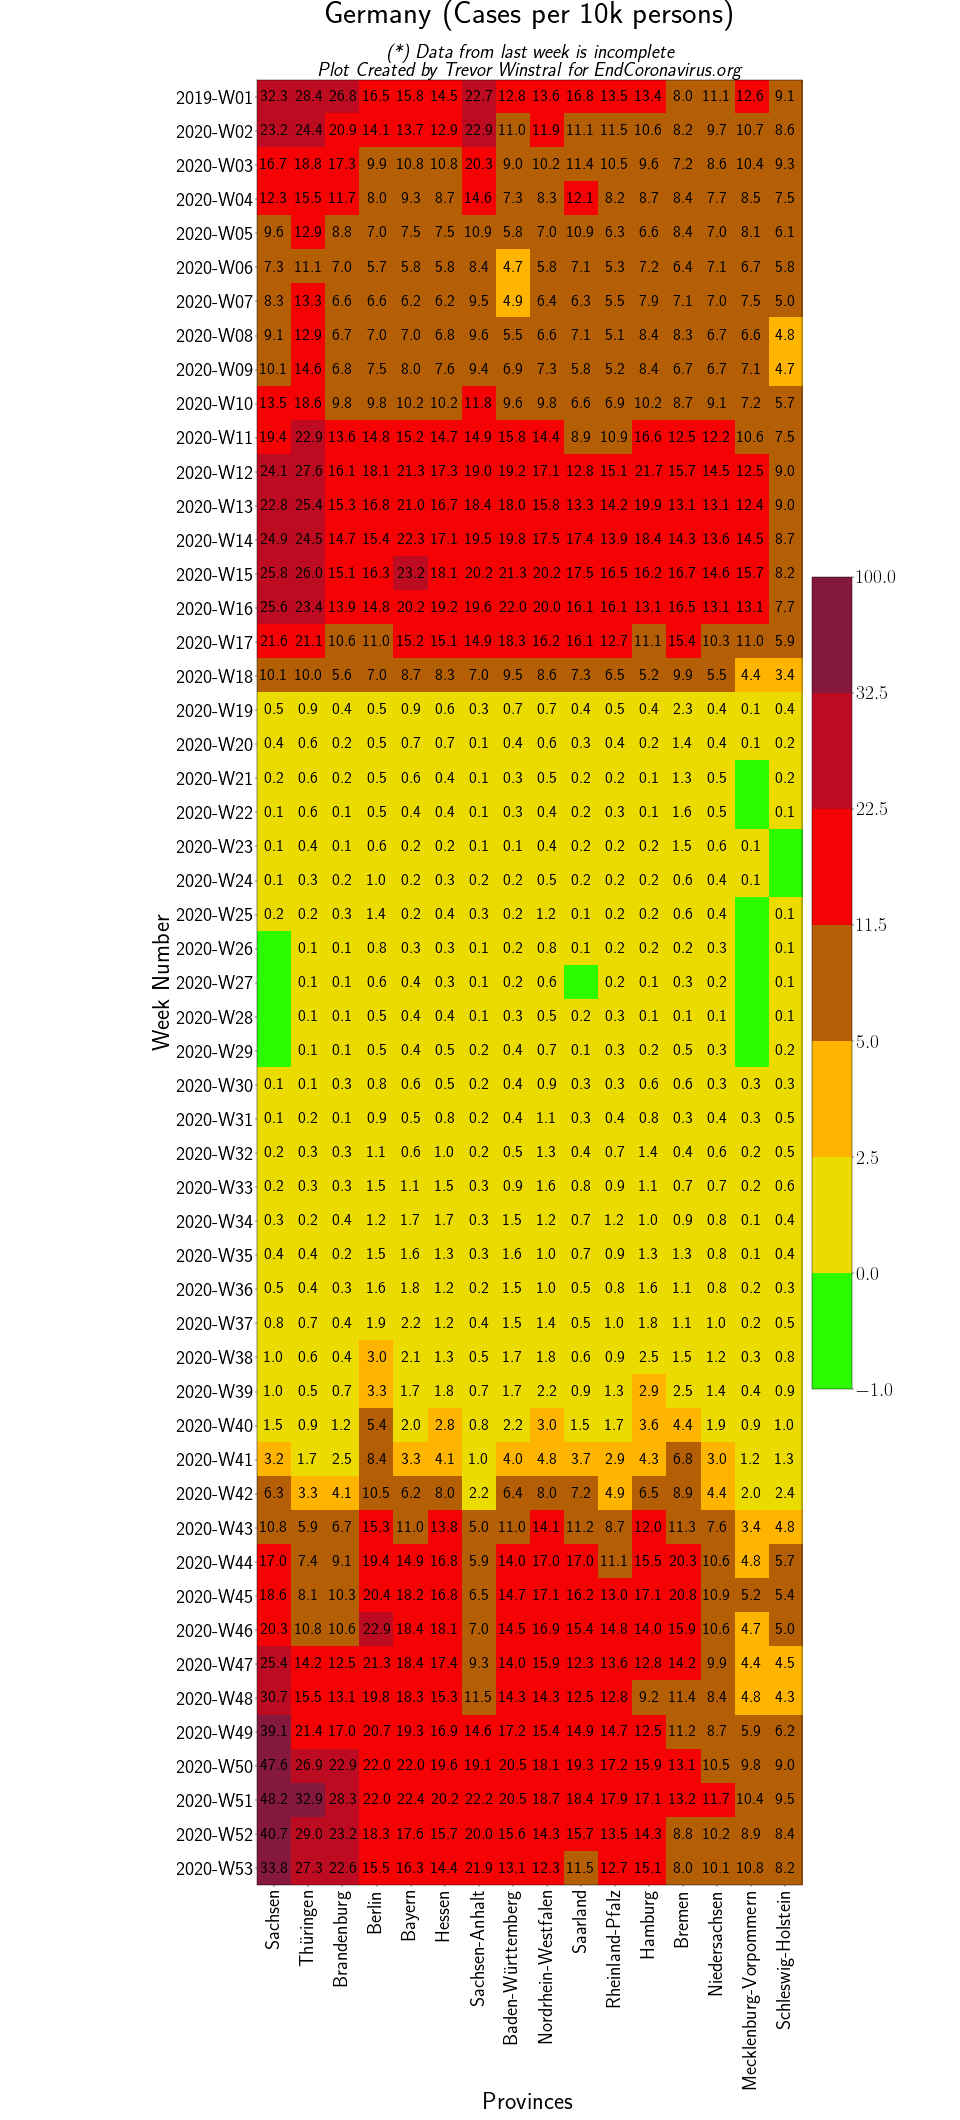 Germany (Cases per 10k persons)
(*) Data from last week is incomplete
Plot Created by Trevor Winstral for EndCoronavirus.org
2019-W01 32.3 28.4 26.8 16.5 15.8 14.5 22.7 12.8 13.6 16.8 13.5 13.4 8.0 11.1 12.6 9.1
2020-W02 23.2 24.4 20.9 14.1 13.7 12.9 22.9 11.0 11.9 11.1 11.5 10.6 8.2 9.7 10.7 8.6
2020-W03 16.7 18.8 17.3 9.9 10.8 10.8 20.3 9.0 10.2 11.4 10.5 9.6 7.2 8.6 10.4 9.3
2020-W04 12.3 15.5 11.7 8.0 9.3 8.7 14.6 7.3 8.3 12.1 8.2 8.7 8.4 7.7 8.5 7.5
2020-W05 9.6 12.9 8.8 7.0 7.5 7.5 10.9 5.8 7.0 10.9 6.3 6.6 8.4 7.0 8.1 6.1
2020-W06 7.3 11.1 7.0 5.7 5.8 5.8 8.4 4.7 5.8 7.1 5.3 7.2 6.4 7.1 6.7 5.8
2020-W07 8.3 13.3 6.6 6.6 6.2 6.2 9.5 4.9 6.4 6.3 5.5 7.9 7.1 7.0 7.5 5.0
2020-W08 9.1 12.9 6.7 7.0 7.0 6.8 9.6 5.5 6.6 7.1 5.1 8.4 8.3 6.7 6.6 4.8
2020-W09 10.1 14.6 6.8 7.5 8.0 7.6 9.4 6.9 7.3 5.8 5.2 8.4 6.7 6.7 7.1 4.7
2020-W10 13.5 18.6 9.8 9.8 10.2 10.2 11.8 9.6 9.8 6.6 6.9 10.2 8.7 9.1 7.2 5.7
2020-W11 19.4 22.9 13.6 14.8 15.2 14.7 14.9 15.8 14.4 8.9 10.9 16.6 12.5 12.2 10.6 7.5
2020-W12 24.1 27.6 16.1 18.1 21.3 17.3 19.0 19.2 17.1 12.8 15.1 21.7 15.7 14.5 12.5 9.0
2020-W13 22.8 25.4 15.3 16.8 21.0 16.7 18.4 18.0 15.8 13.3 14.2 19.9 13.1 13.1 12.4 9.0
2020-W14 24.9 24.5 14.7 15.4 22.3 17.1 19.5 19.8 17.5 17.4 13.9 18.4 14.3 13.6 14.5 8.7
2020-W15 25.8 26.0 15.1 16.3 23.2 18.1 20.2 21.3 20.2 17.5 16.5 16.2 16.7 14.6 15.7 8.2
2020-W16 25.6 23.4 13.9 14.8 20.2 19.2 19.6 22.0 20.0 16.1 16.1 13.1 16.5 13.1 13.1 7.7
2020-W17 21.6 21.1 10.6 11.0 15.2 15.1 14.9 18.3 16.2 16.1 12.7 11.1 15.4 10.3 11.0 5.9
2020-W18 10.1 10.0 5.6 7.0 8.7 8.3 7.0 9.5 8.6 7.3 6.5 5.2 9.9 5.5 4.4 3.4
2020-W19 0.5 0.9 0.4 0.5 0.9 0.6 0.3 0.7 0.7 0.4 0.5 0.4 2.3 0.4 0.1 0.4
2020-W20 0.4 0.6 0.2 0.5 0.7 0.7 0.1 0.4 0.6 0.3 0.4 0.2 1.4 0.4 0.1 0.2
2020-W21 0.2 0.6 0.2 0.5 0.6 0.4 0.1 0.3 0.5 0.2 0.2 0.1 1.3 0.5 0.2
2020-W22 0.1 0.6 0.1 0.5 0.4 0.4 0.1 0.3 0.4 0.2 0.3 0.1 1.6 0.5 0.1
2020-W23 0.1 0.4 0.1 0.6 0.2 0.2 0.1 0.1 0.4 0.2 0.2 0.2 1.5 0.6 0.1
2020-W24 0.1 0.3 0.2 1.0 0.2 0.3 0.2 0.2 0.5 0.2 0.2 0.2 0.6 0.4 0.1
2020-W25 0.2 0.2 0.3 1.4 0.2 0.4 0.3 0.2 1.2 0.1 0.2 0.2 0.6 0.4 0.1
2020-W26 0.1 0.1 0.8 0.3 0.3 0.1 0.2 0.8 0.1 0.2 0.2 0.2 0.3 0.1
2020-W27 0.1 0.1 0.6 0.4 0.3 0.1 0.2 0.6 0.2 0.1 0.3 0.2 0.1
2020-W28 0.1 0.1 0.5 0.4 0.4 0.1 0.3 0.5 0.2 0.3 0.1 0.1 0.1 0.1
2020-W29 0.1 0.1 0.5 0.4 0.5 0.2 0.4 0.7 0.1 0.3 0.2 0.5 0.3 0.2
2020-W30 0.1 0.1 0.3 0.8 0.6 0.5 0.2 0.4 0.9 0.3 0.3 0.6 0.6 0.3 0.3 0.3
2020-W31 0.1 0.2 0.1 0.9 0.5 0.8 0.2 0.4 1.1 0.3 0.4 0.8 0.3 0.4 0.3 0.5
2020-W32 0.2 0.3 0.3 1.1 0.6 1.0 0.2 0.5 1.3 0.4 0.7 1.4 0.4 0.6 0.2 0.5
2020-W33 0.2 0.3 0.3 1.5 1.1 1.5 0.3 0.9 1.6 0.8 0.9 1.1 0.7 0.7 0.2 0.6
2020-W34 0.3 0.2 0.4 1.2 1.7 1.7 0.3 1.5 1.2 0.7 1.2 1.0 0.9 0.8 0.1 0.4
2020-W35 0.4 0.4 0.2 1.5 1.6 1.3 0.3 1.6 1.0 0.7 0.9 1.3 1.3 0.8 0.1 0.4
2020-W36 0.5 0.4 0.3 1.6 1.8 1.2 0.2 1.5 1.0 0.5 0.8 1.6 1.1 0.8 0.2 0.3
2020-W37 0.8 0.7 0.4 1.9 2.2 1.2 0.4 1.5 1.4 0.5 1.0 1.8 1.1 1.0 0.2 0.5
2020-W38 1.0 0.6 0.4 3.0 2.1 1.3 0.5 1.7 1.8 0.6 0.9 2.5 1.5 1.2 0.3 0.8
2020-W39 1.0 0.5 0.7 3.3 1.7 1.8 0.7 1.7 2.2 0.9 1.3 2.9 2.5 1.4 0.4 0.9
2020-W40 1.5 0.9 1.2 5.4 2.0 2.8 0.8 2.2 3.0 1.5 1.7 3.6 4.4 1.9 0.9 1.0
2020-W41 3.2 1.7 2.5 8.4 3.3 4.1 1.0 4.0 4.8 3.7 2.9 4.3 6.8 3.0 1.2 1.3
2020-W42 6.3 3.3 4.1 10.5 6.2 8.0 2.2 6.4 8.0 7.2 4.9 6.5 8.9 4.4 2.0 2.4
2020-W43 10.8 5.9 6.7 15.3 11.0 13.8 5.0 11.0 14.1 11.2 8.7 12.0 11.3 7.6 3.4 4.8
2020-W44 17.0 7.4 9.1 19.4 14.9 16.8 5.9 14.0 17.0 17.0 11.1 15.5 20.3 10.6 4.8 5.7
2020-W45 18.6 8.1 10.3 20.4 18.2 16.8 6.5 14.7 17.1 16.2 13.0 17.1 20.8 10.9 5.2 5.4
2020-W46 20.3 10.8 10.6 22.9 18.4 18.1 7.0 14.5 16.9 15.4 14.8 14.0 15.9 10.6 4.7 5.0
2020-W47 25.4 14.2 12.5 21.3 18.4 17.4 9.3 14.0 15.9 12.3 13.6 12.8 14.2 9.9 4.4 4.5
2020-W48 30.7 15.5 13.1 19.8 18.3 15.3 11.5 14.3 14.3 12.5 12.8 9.2 11.4 8.4 4.8 4.3
2020-W49 39.1 21.4 17.0 20.7 19.3 16.9 14.6 17.2 15.4 14.9 14.7 12.5 11.2 8.7 5.9 6.2
2020-W50 47.6 26.9 22.9 22.0 22.0 19.6 19.1 20.5 18.1 19.3 17.2 15.9 13.1 10.5 9.8 9.0
2020-W51 48.2 32.9 28.3 22.0 22.4 20.2 22.2 20.5 18.7 18.4 17.9 17.1 13.2 11.7 10.4 9.5
2020-W52 40.7 29.0 23.2 18.3 17.6 15.7 20.0 15.6 14.3 15.7 13.5 14.3 8.8 10.2 8.9 8.4
2020-W53 33.8 27.3 22.6 15.5 16.3 14.4 21.9 13.1 12.3 11.5 12.7 15.1 8.0 10.1 10.8 8.2
Week Number
Sachsen
Thüringen
Brandenburg
Berlin
Bayern
Hessen
Sachsen-Anhalt
Baden-Württemberg
Nordrhein-Westfalen
Saarland
Rheinland-Pfalz
Hamburg
Bremen
Niedersachsen
Mecklenburg-Vorpommern
Schleswig-Holstein
Provinces
100.0
32.5
22.5
11.5
5.0
2.5
0.0
−1.0